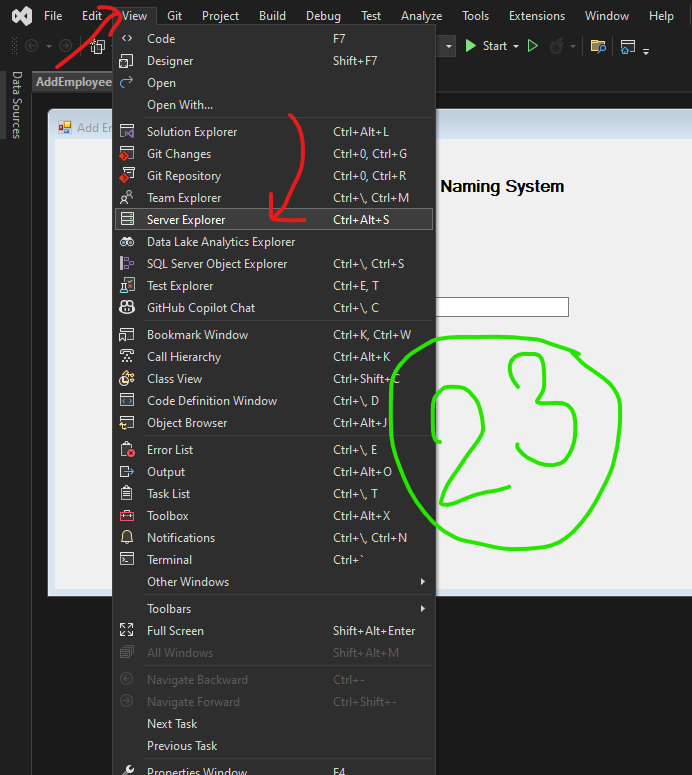 File Edit View Git Project Build Debug Test Analyze Tools Extensions Window Help
Start
Data Sources
AddEmployee
Add En
Naming System
Code F7
Designer Shift+F7
Open
Open With...
Solution Explorer Ctrl+Alt+L
Git Changes Ctrl+0, Ctrl+G
Git Repository Ctrl+0, Ctrl+R
Team Explorer Ctrl+\, Ctrl+M
Server Explorer Ctrl+Alt+S
Data Lake Analytics Explorer
SQL Server Object Explorer Ctrl+\, Ctrl+S
Test Explorer Ctrl+E, T
GitHub Copilot Chat Ctrl+\, C
Bookmark Window Ctrl+K, Ctrl+W
Call Hierarchy Ctrl+Alt+K
Class View Ctrl+Shift+C
Code Definition Window Ctrl+\, D
Object Browser Ctrl+Alt+J
23
Error List Ctrl+\, E
Output Ctrl+Alt+O
Task List Ctrl+\, T
Toolbox Ctrl+Alt+X
Notifications Ctrl+\, Ctrl+N
Terminal Ctrl+`
Other Windows
Toolbars
Full Screen Shift+Alt+Enter
All Windows Shift+Alt+M
Navigate Backward Ctrl+-
Navigate Forward Ctrl+Shift+-
Next Task
Previous Task
Properties Window F4